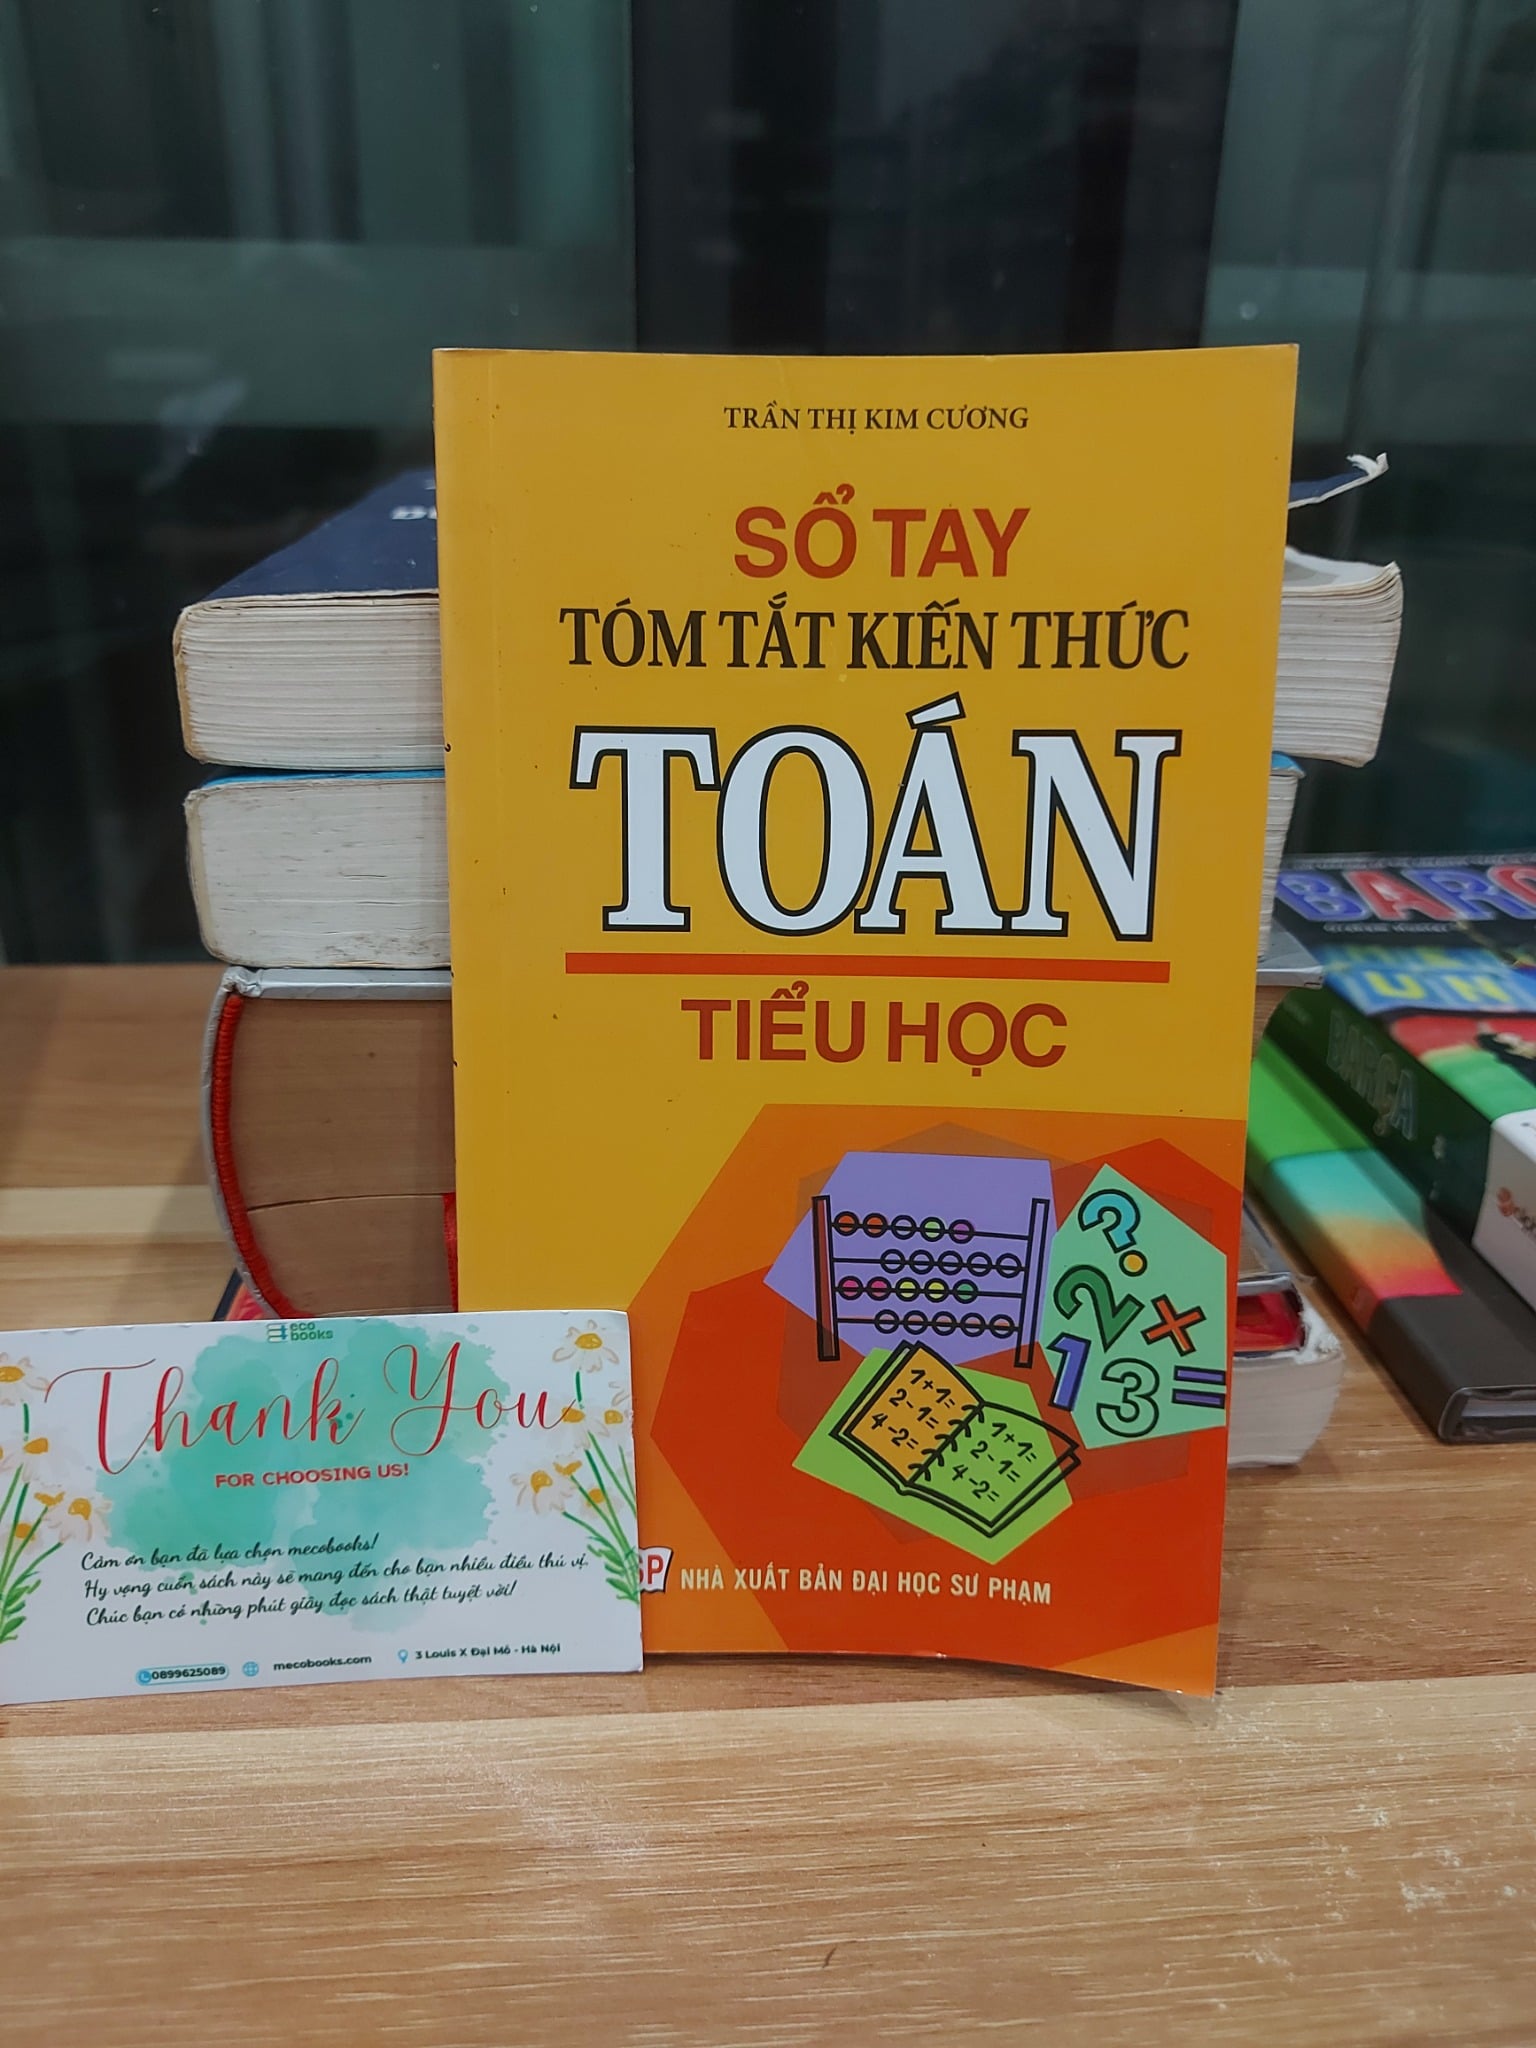 TRẦN THỊ KIM CƯƠNG
SỔ TAY
TÓM TẮT KIẾN THỨC
TOÁN
TIỂU HỌC
?
2 ×
1 3 =
1+1=
2-1=
4-2=
1+1=
2-1=
4-2=
NHÀ XUẤT BẢN ĐẠI HỌC SƯ PHẠM
eco
books
Thank You
FOR CHOOSING US!
Cảm ơn bạn đã lựa chọn mecobooks!
Hy vọng cuốn sách này sẽ mang đến cho bạn nhiều điều thú vị.
Chúc bạn có những phút giây đọc sách thật tuyệt vời!
0899625089
mecobooks.com
3 Louis X Đại Mỗ - Hà Nội
BARÇA